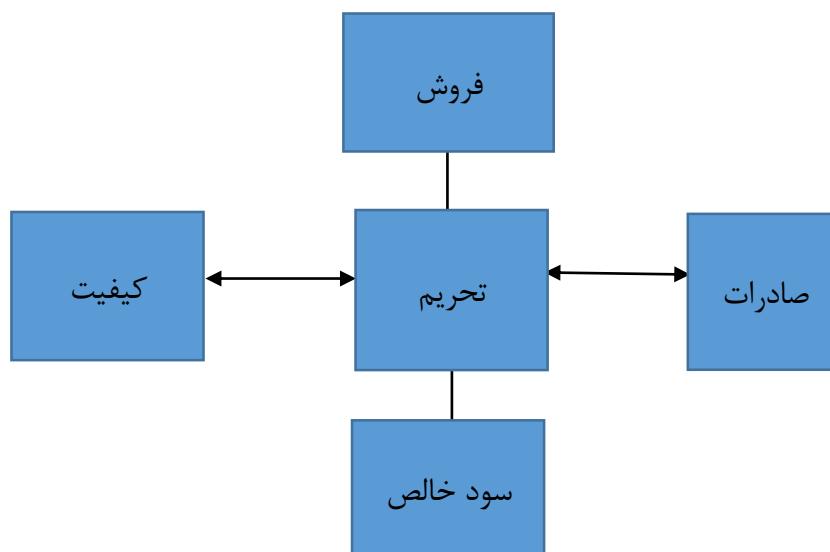 فروش
صادرات
تحریم
کیفیت
سود خالص